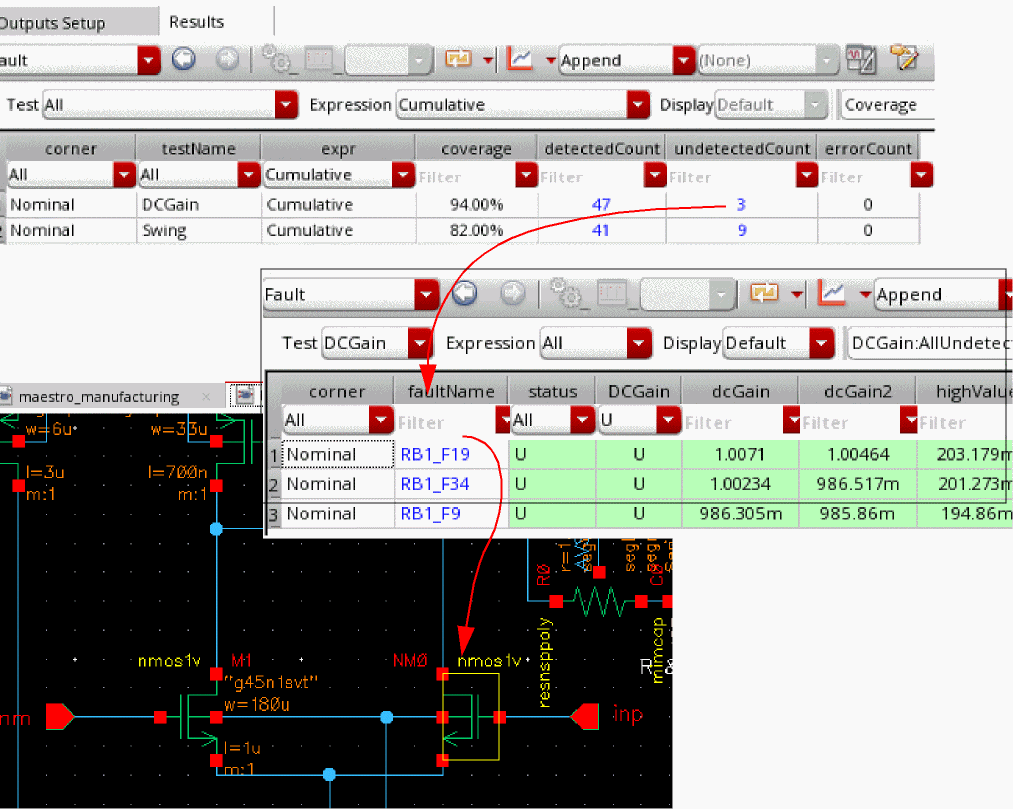 Outputs Setup Results
ault Append (None)
Test All Expression Cumulative Display Default Coverage
corner testName expr coverage detectedCount undetectedCount errorCount
All All Cumulative Filter Filter Filter Filter
Nominal DCGain Cumulative 94.00% 47 3 0
2 Nominal Swing Cumulative 82.00% 41 9 0
Fault Append
Test DCGain Expression All Display Default DCGain:AllUndetec
corner faultName status DCGain dcGain dcGain2 highValue
All Filter All U Filter Filter Filter
1 Nominal RB1_F19 U U 1.0071 1.00464 203.179m
2 Nominal RB1_F34 U U 1.00234 986.517m 201.273m
3 Nominal RB1_F9 U U 986.305m 985.86m 194.86m
maestro_manufacturing
w=6u w=33u
l=3u l=700n
m:1 m:1
R0 r=1 seg seg C0
resnsppoly mimcap
nmos1v M1 NM0 nmos1v
"g45n1svt"
w=180u
nm inp
l=1u
m:1
R &